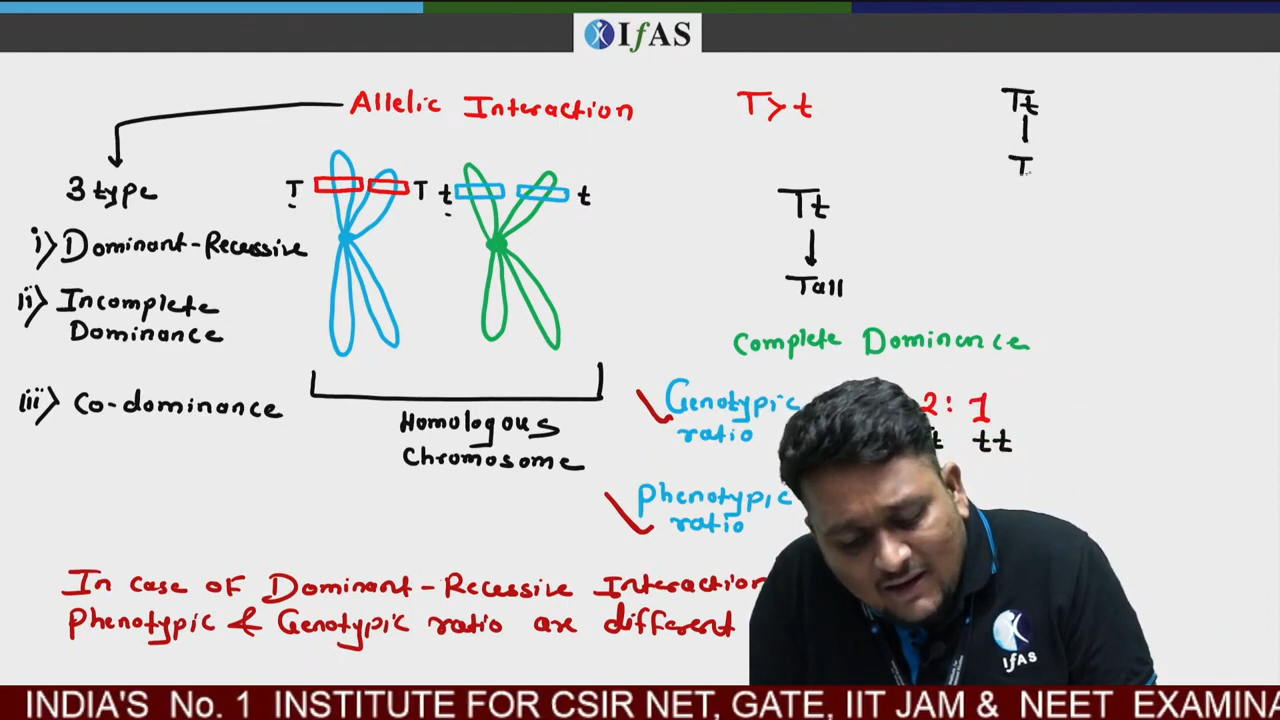 IfAS
Allelic Interaction
T>t
Tt
T
3 type
T T t t
Tt
Tall
i) Dominant-Recessive
ii) Incomplete
Dominance
iii) Co-dominance
Homologous
Chromosome
Complete Dominance
Genotypic
ratio
2: 1
tt
Phenotypic
ratio
In case of Dominant-Recessive Interaction
Phenotypic & Genotypic ratio are different
IfAS
INDIA'S No. 1 INSTITUTE FOR CSIR NET, GATE, IIT JAM & NEET EXAMINA